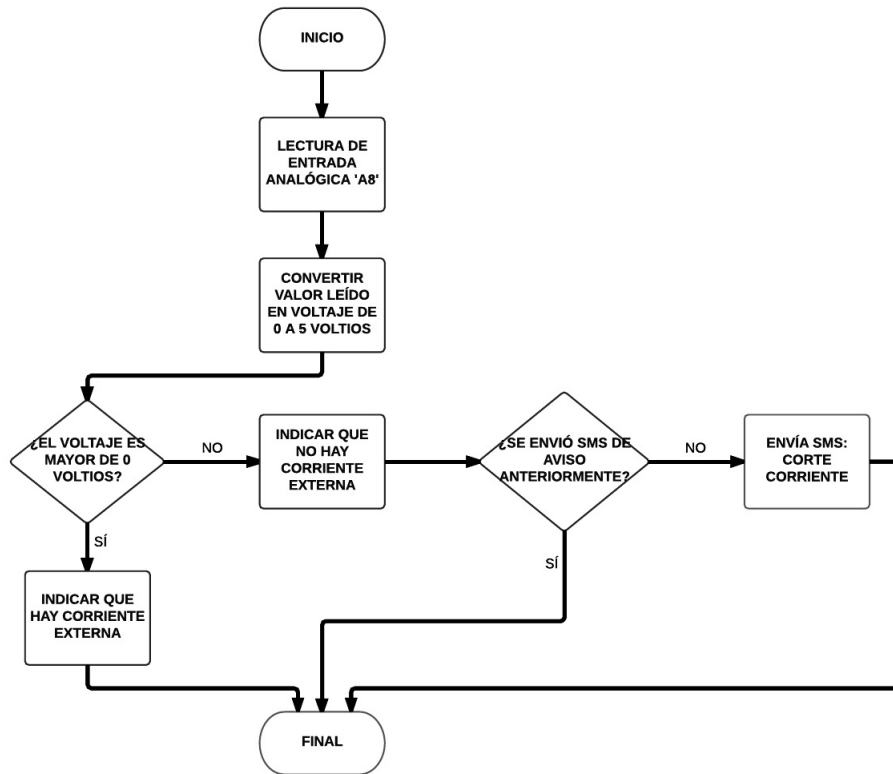 INICIO
LECTURA DE
ENTRADA
ANALÓGICA 'A8'
CONVERTIR
VALOR LEÍDO
EN VOLTAJE DE
0 A 5 VOLTIOS
¿EL VOLTAJE ES
MAYOR DE 0
VOLTIOS?
NO
INDICAR QUE
NO HAY
CORRIENTE
EXTERNA
¿SE ENVIÓ SMS DE
AVISO
ANTERIORMENTE?
NO
ENVÍA SMS:
CORTE
CORRIENTE
SÍ
SÍ
INDICAR QUE
HAY CORRIENTE
EXTERNA
FINAL